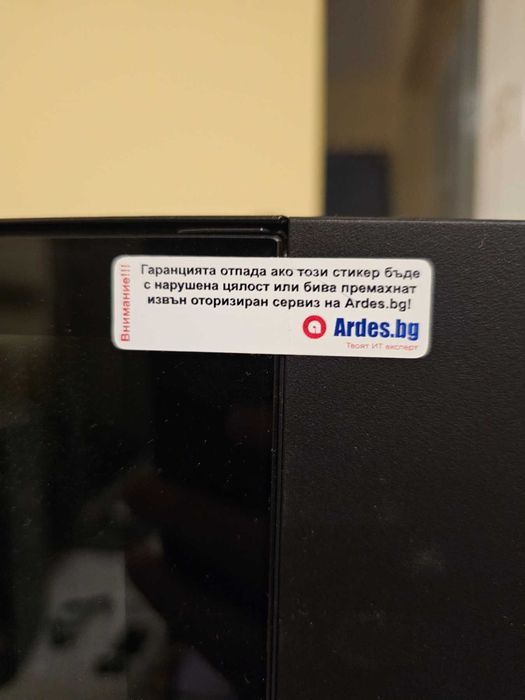 Внимание!!!
Гаранцията отпада ако този стикер бъде
с нарушена цялост или бива премахнат
извън оторизиран сервиз на Ardes.bg!
Ardes.bg
Твоят ИТ експерт